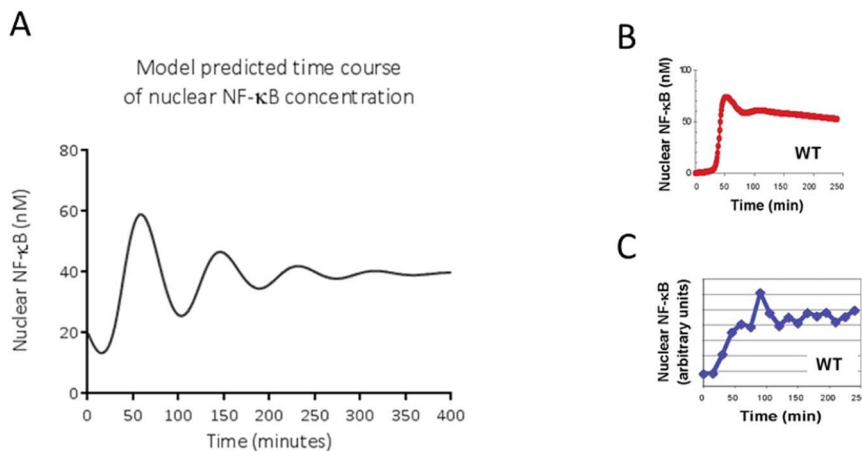 A
Model predicted time course
of nuclear NF-κB concentration
Nuclear NF-κB (nM)
80
60
40
20
0
0 50 100 150 200 250 300 350 400
Time (minutes)
B
Nuclear NF-κB (nM)
100
50
0
WT
0 50 100 150 200 250
Time (min)
C
Nuclear NF-κB
(arbitrary units)
WT
0 50 100 150 200 250
Time (min)